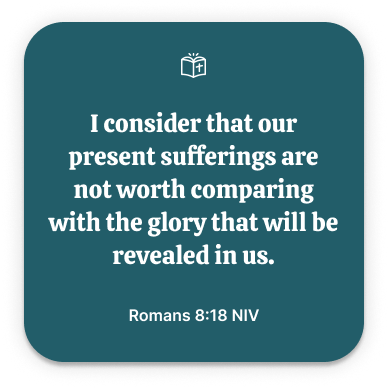 I consider that our
present sufferings are
not worth comparing
with the glory that will be
revealed in us.
Romans 8:18 NIV